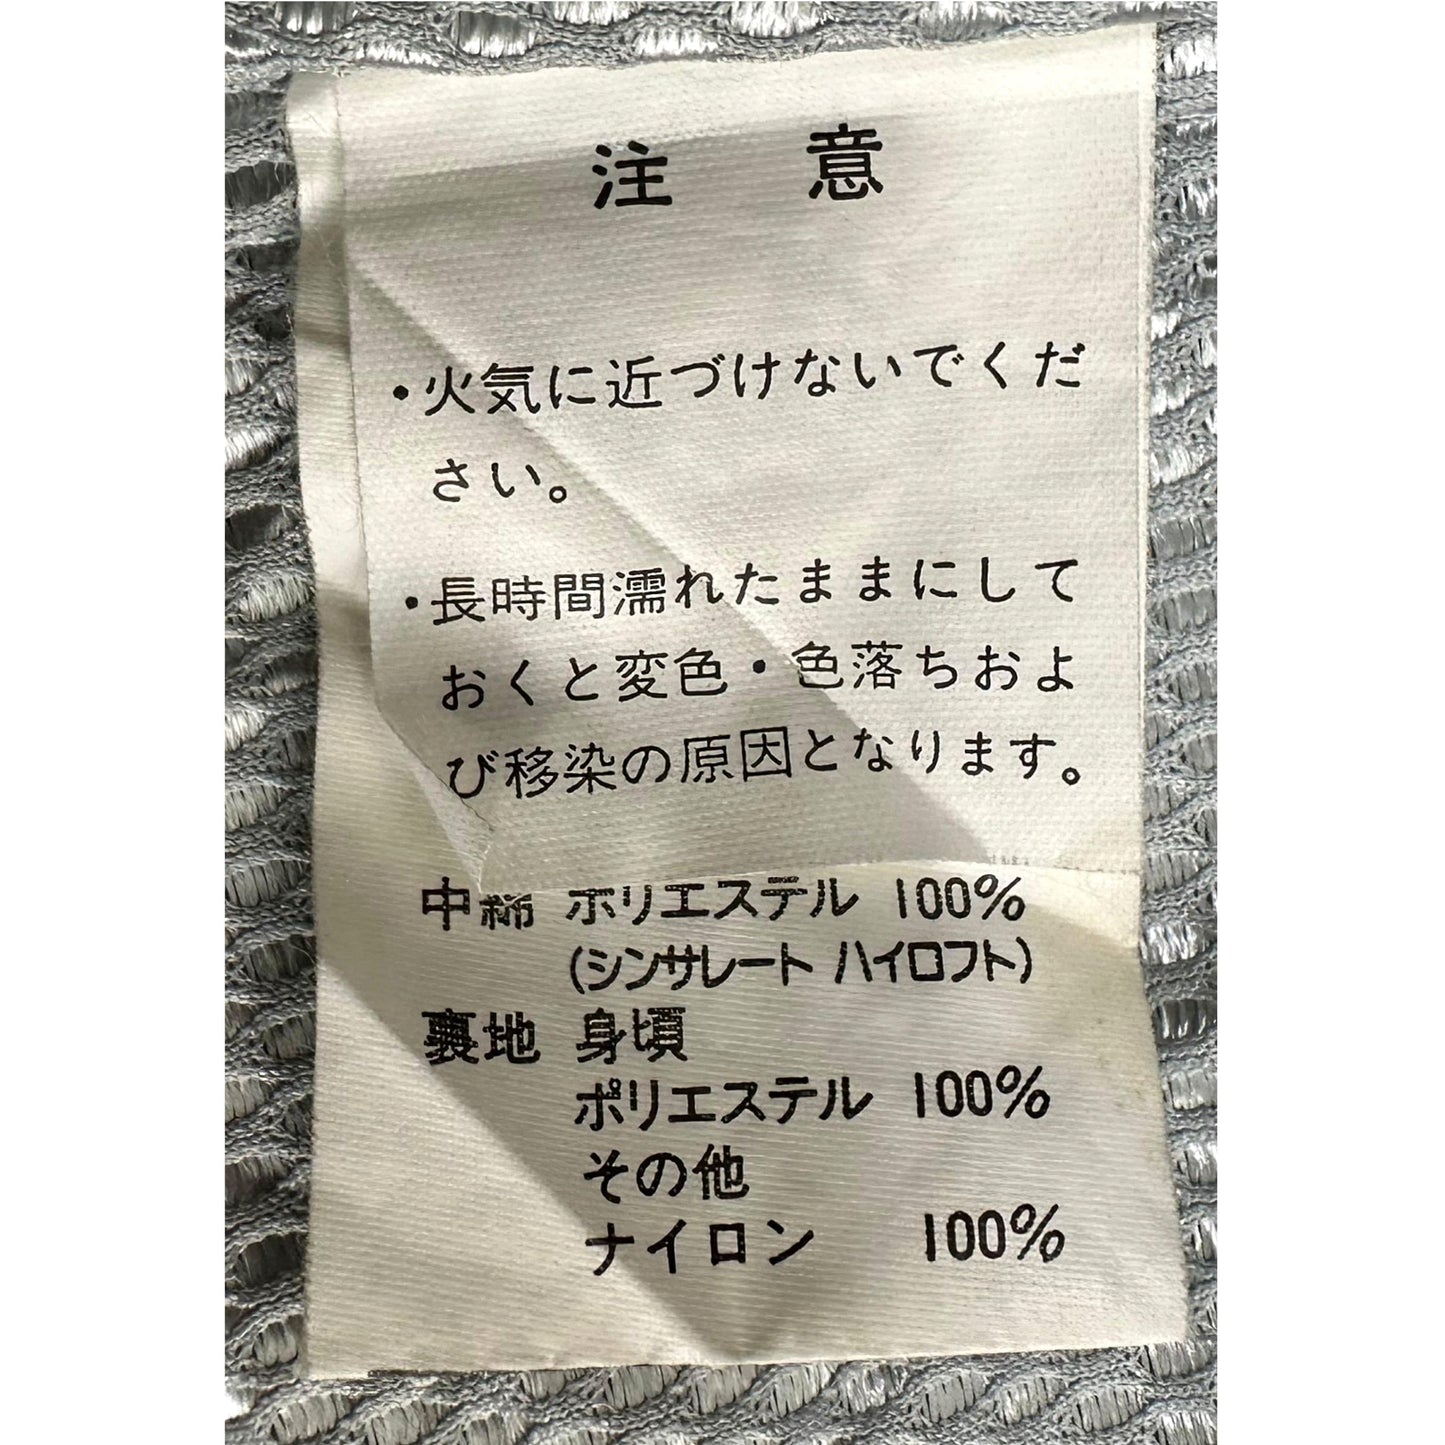 注 意
・火気に近づけないでくだ
さい。
・長時間濡れたままにして
おくと変色・色落ちおよ
び移染の原因となります。
中綿 ポリエステル 100%
(シンサレート ハイロフト)
裏地 身頃
ポリエステル 100%
その他
ナイロン 100%